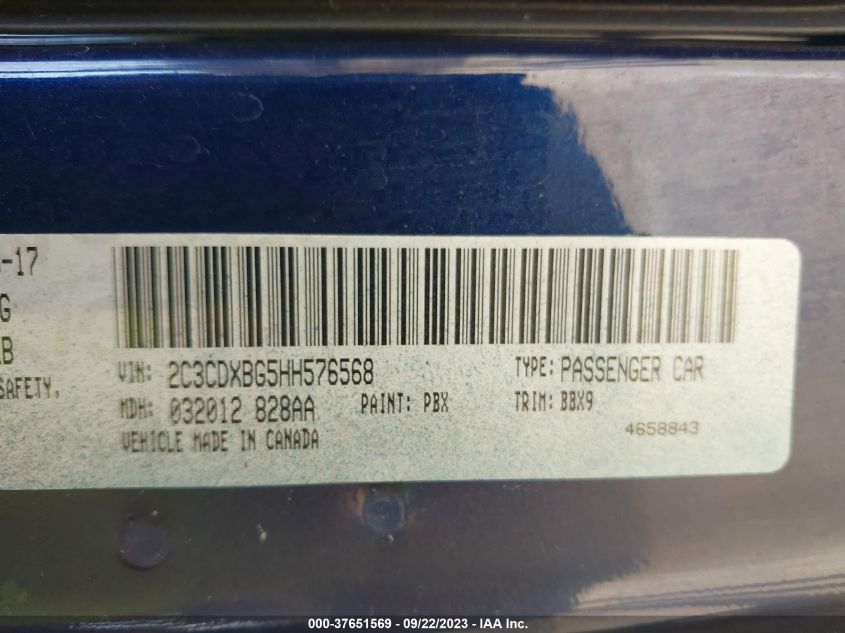 -17
G
B
SAFETY,
VIN: 2C3CDXBG5HH576568
TYPE: PASSENGER CAR
MDH: 032012 828AA
PAINT: PBX
TRIM: BBX9
VEHICLE MADE IN CANADA
4658843
000-37651569 - 09/22/2023 - IAA Inc.